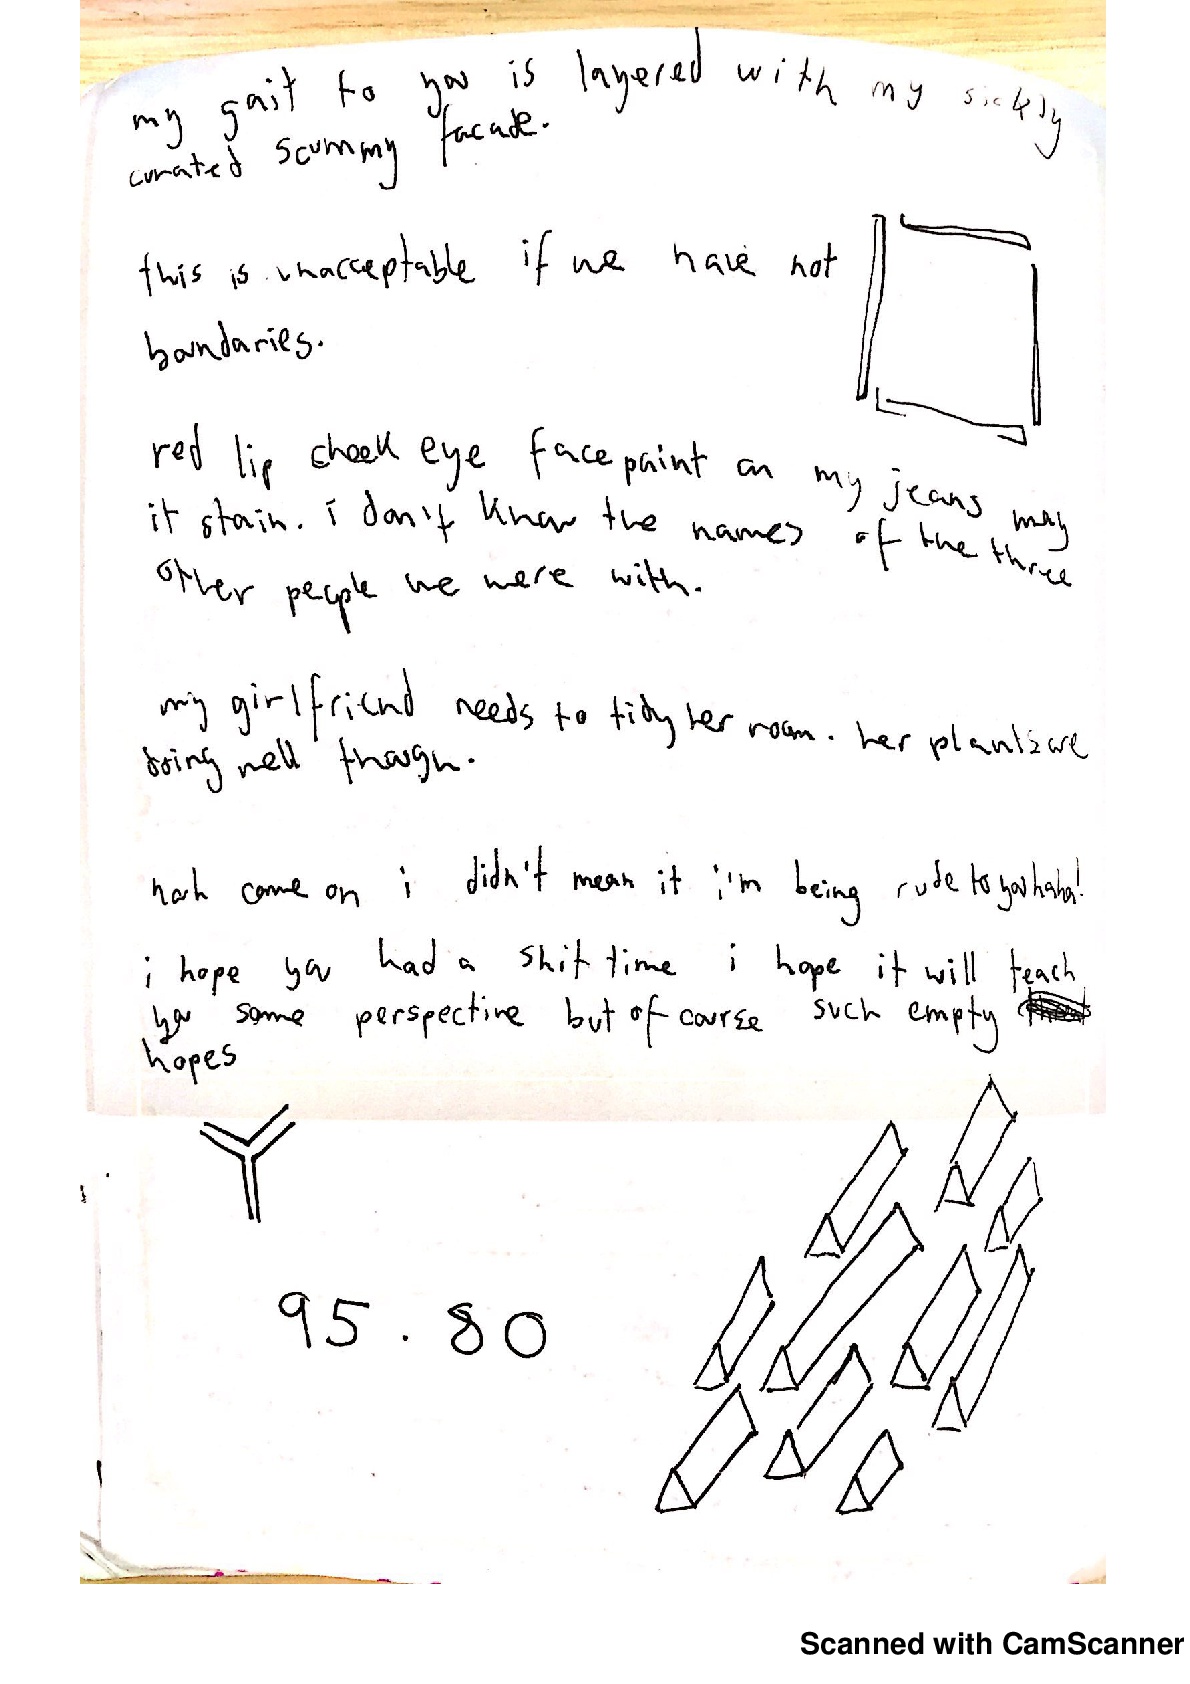 my gait to you is layered with my sickly
curated scummy facade.
this is unacceptable if we have not
boundaries.
red lip cheek eye face paint on my jeans may
it stain. i don't know the names of the three
other people we were with.
my girlfriend needs to tidy her room. her plants are
doing well though.
nah come on i didn't mean it i'm being rude to you haha!
i hope you had a shit time i hope it will teach
you some perspective but of course such empty
hopes
95.80
Scanned with CamScanner